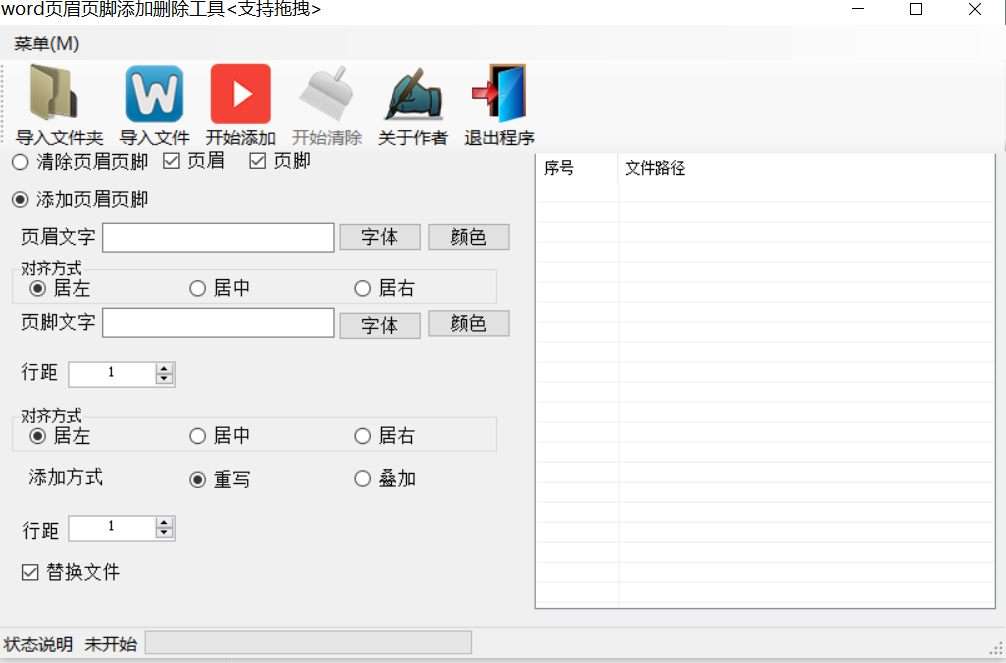 word页眉页脚添加删除工具<支持拖拽>
菜单(M)
导入文件夹 导入文件 开始添加 开始清除 关于作者 退出程序
清除页眉页脚 页眉 页脚
添加页眉页脚
页眉文字 字体 颜色
对齐方式
居左 居中 居右
页脚文字 字体 颜色
行距 1
对齐方式
居左 居中 居右
添加方式 重写 叠加
行距 1
替换文件
序号 文件路径
状态说明 未开始